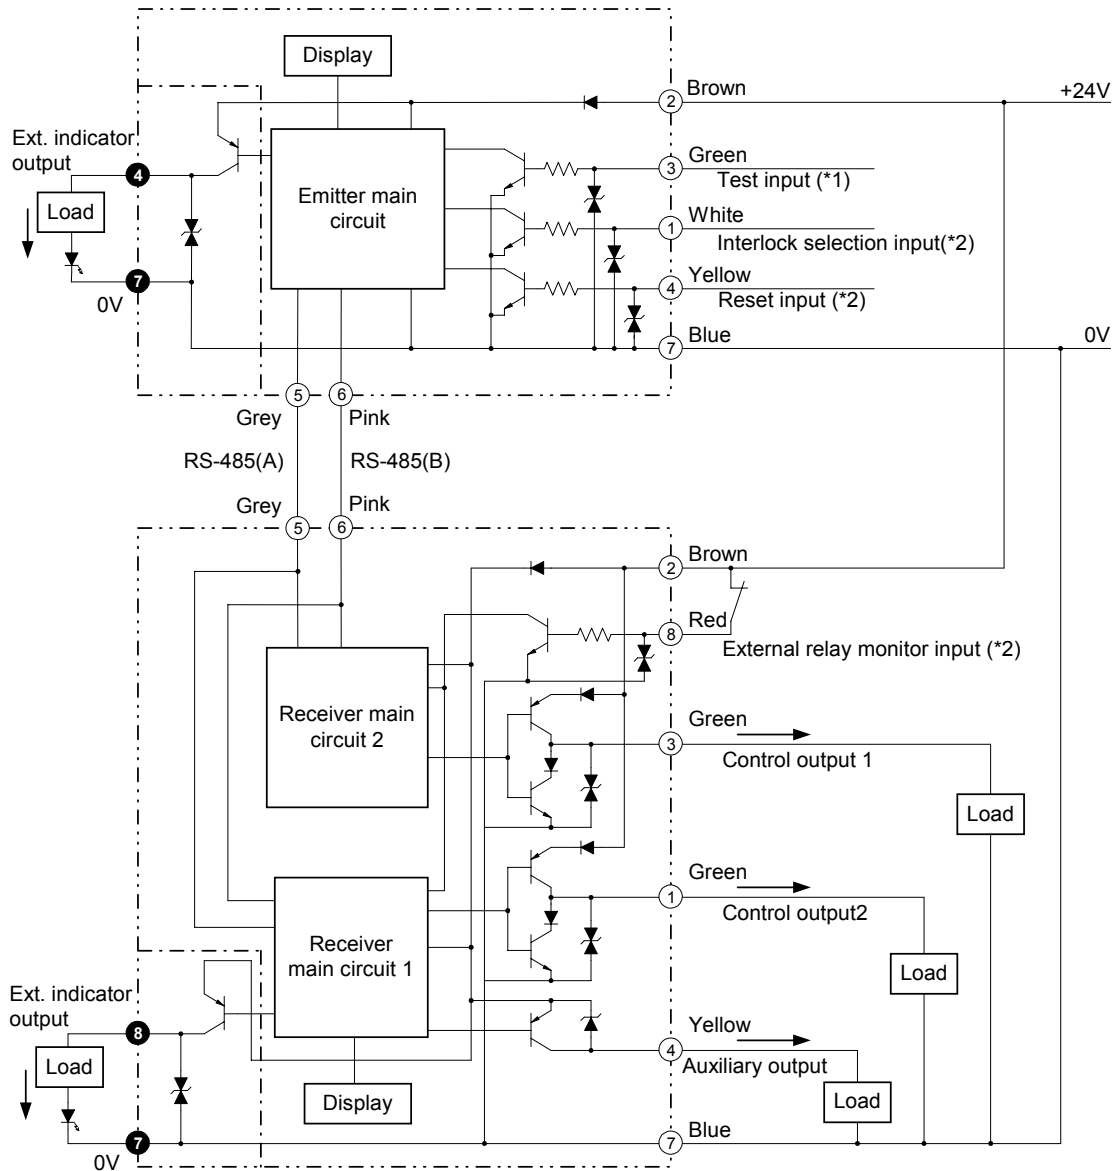 Display
Brown
2
+24V
Ext. indicator
output
4
Load
Emitter main
circuit
Green
3
Test input (*1)
White
1
Interlock selection input(*2)
Yellow
4
Reset input (*2)
7
0V
Blue
7
0V
5
6
Grey
Pink
RS-485(A)
RS-485(B)
Grey
Pink
5
6
Brown
2
Red
8
External relay monitor input (*2)
Receiver main
circuit 2
Green
3
Control output 1
Load
Green
1
Control output2
Receiver
main circuit 1
Load
Ext. indicator
output
8
Load
Yellow
4
Auxiliary output
Load
Display
7
0V
Blue
7